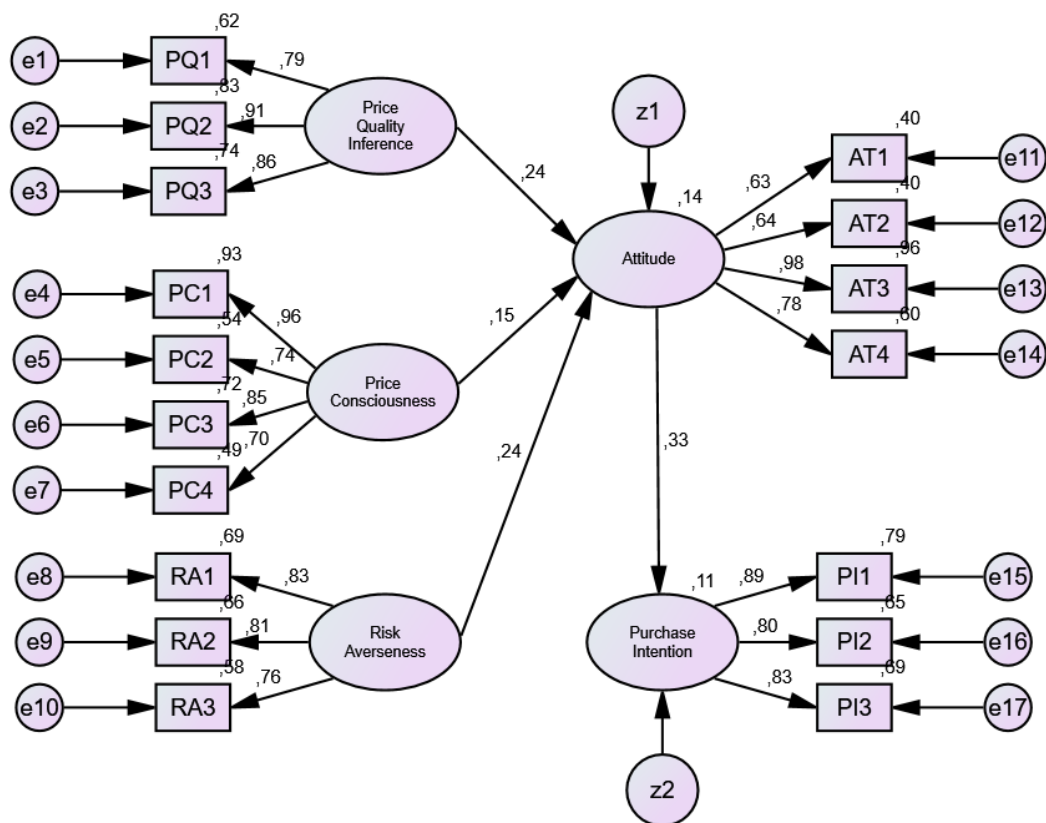 ,62
e1
PQ1
,79
,83
e2
PQ2
,91
,74
e3
PQ3
,86
Price
Quality
Inference
,24
,93
e4
PC1
,96
,54
e5
PC2
,74
,72
e6
PC3
,85
,49
,70
e7
PC4
Price
Consciousness
,15
,69
e8
RA1
,83
,66
e9
RA2
,81
,58
e10
RA3
,76
Risk
Averseness
,24
z1
,14
Attitude
,40
,63
AT1
e11
,40
,64
AT2
e12
,96
,98
AT3
e13
,60
,78
AT4
e14
,33
,11
Purchase
Intention
,79
,89
PI1
e15
,65
,80
PI2
e16
,69
,83
PI3
e17
z2